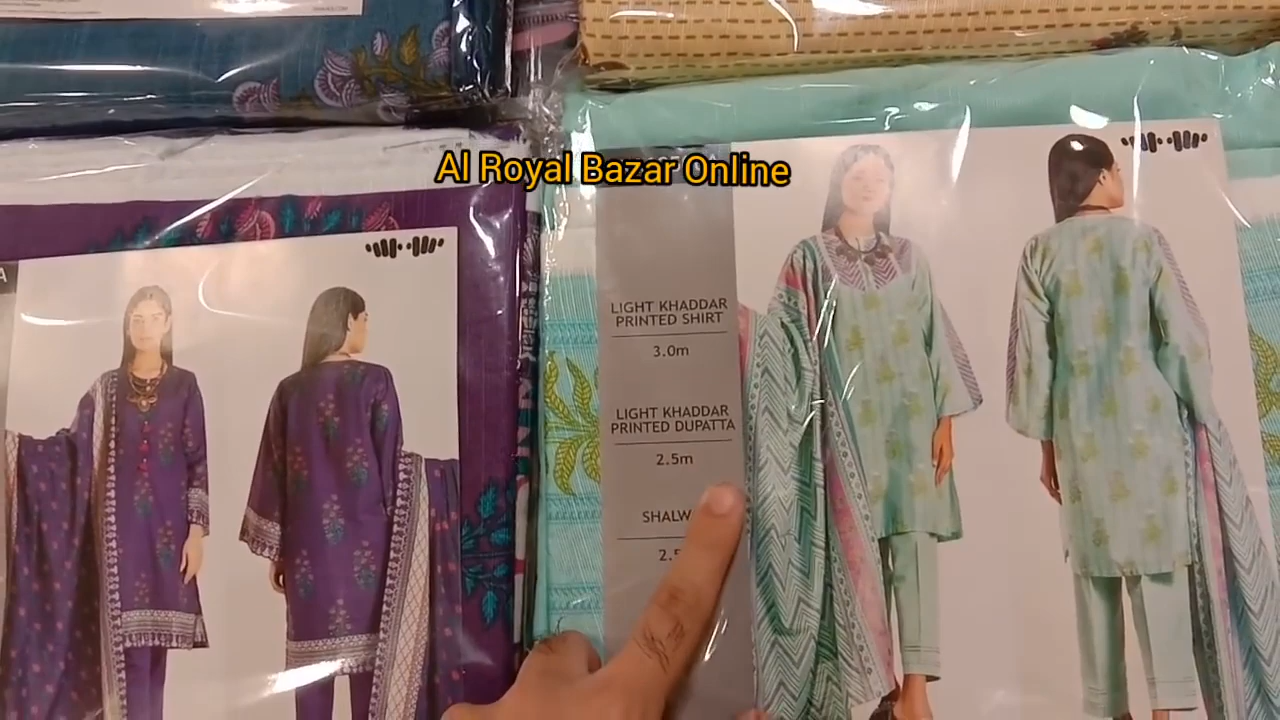 Al Royal Bazar Online
LIGHT KHADDAR
PRINTED SHIRT
3.0m
LIGHT KHADDAR
PRINTED DUPATTA
2.5m